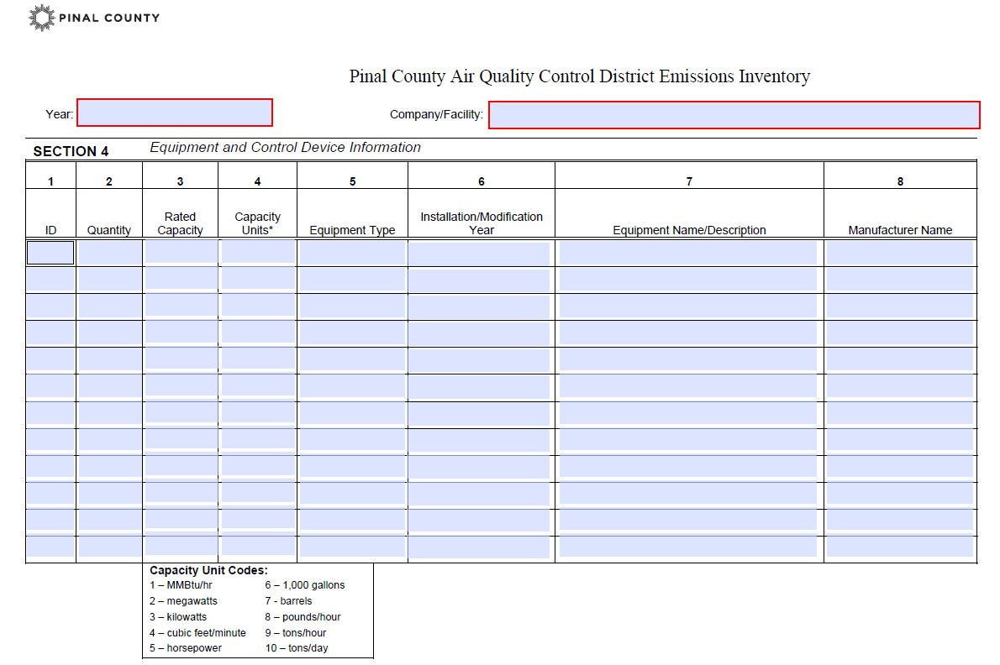 PINAL COUNTY
Pinal County Air Quality Control District Emissions Inventory
Year: Company/Facility:
SECTION 4 Equipment and Control Device Information
1 2 3 4 5 6 7 8
ID Quantity Rated Capacity Capacity Units* Equipment Type Installation/Modification Year Equipment Name/Description Manufacturer Name
Capacity Unit Codes:
1 – MMBtu/hr 6 – 1,000 gallons
2 – megawatts 7 - barrels
3 – kilowatts 8 – pounds/hour
4 – cubic feet/minute 9 – tons/hour
5 – horsepower 10 – tons/day